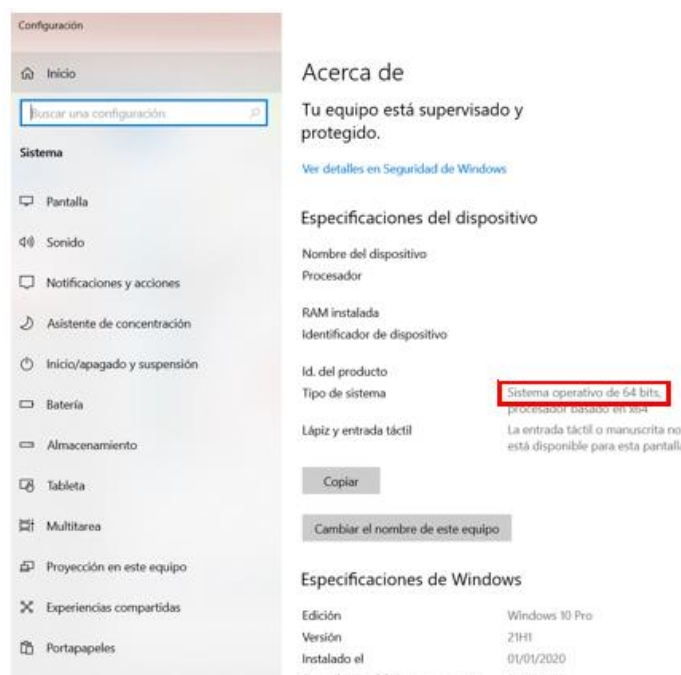 Configuración
Inicio
Buscar una configuración
Sistema
Pantalla
Sonido
Notificaciones y acciones
Asistente de concentración
Inicio/apagado y suspensión
Batería
Almacenamiento
Tableta
Multitarea
Proyección en este equipo
Experiencias compartidas
Portapapeles
Acerca de
Tu equipo está supervisado y
protegido.
Ver detalles en Seguridad de Windows
Especificaciones del dispositivo
Nombre del dispositivo
Procesador
RAM instalada
Identificador de dispositivo
Id. del producto
Tipo de sistema Sistema operativo de 64 bits,
procesador basado en x64
Lápiz y entrada táctil La entrada táctil o manuscrita no
está disponible para esta pantalla
Copiar
Cambiar el nombre de este equipo
Especificaciones de Windows
Edición Windows 10 Pro
Versión 21H1
Instalado el 01/01/2020